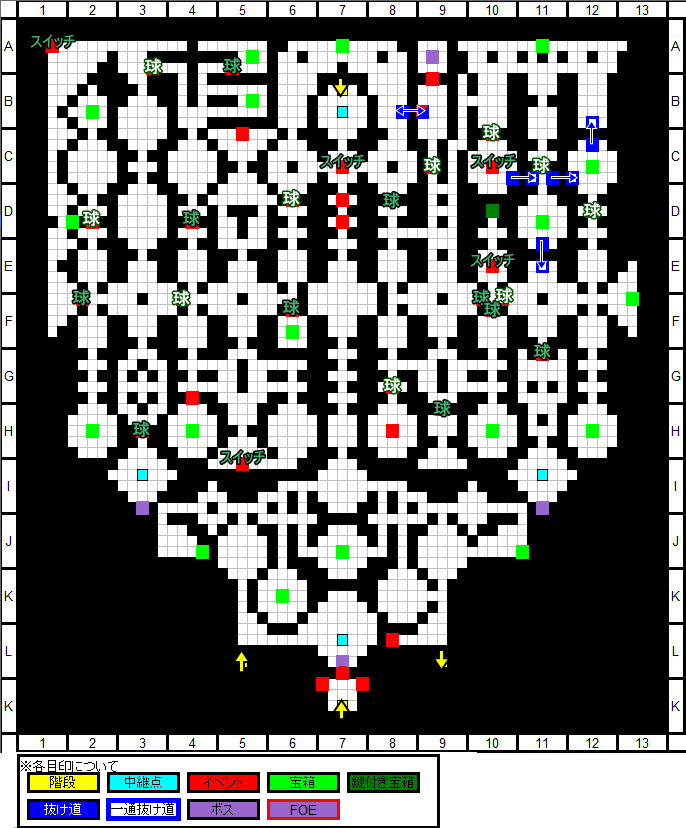 1 2 3 4 5 6 7 8 9 10 11 12 13
スイッチ
A A
球 球
B B
球
スイッチ 球 スイッチ 球
C C
球 球
球 球 球
D D
スイッチ
E E
球 球 球 球
球 球
F F
球
G G
球
球
球
H H
スイッチ
I I
J J
K K
L L
K K
1 2 3 4 5 6 7 8 9 10 11 12 13
※各目印について
階段 中継点 イベント 宝箱 鍵付き宝箱
抜け道 一通抜け道 ボス FOE